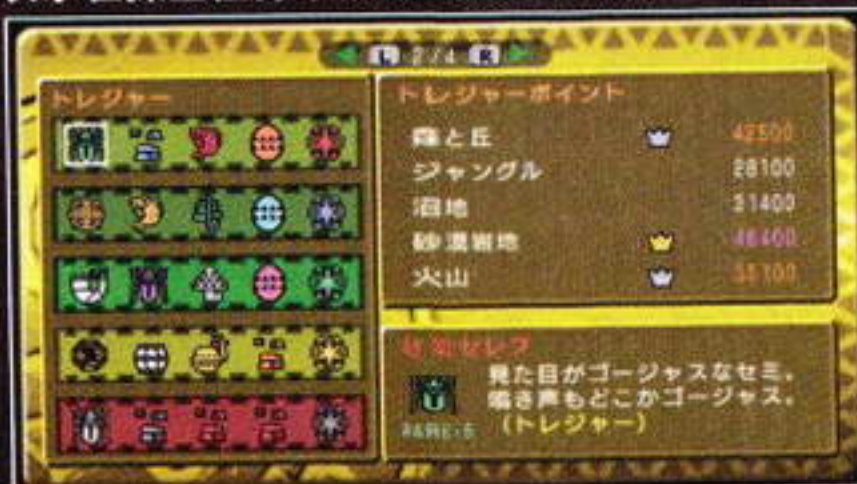 L 2/4 R
トレジャー
トレジャーポイント
森と丘 42500
ジャングル 28100
沼地 31400
砂漠岩地 46400
火山
見た目がゴージャスなセミ。
鳴き声もどこかゴージャス。
RARE:5
(トレジャー)